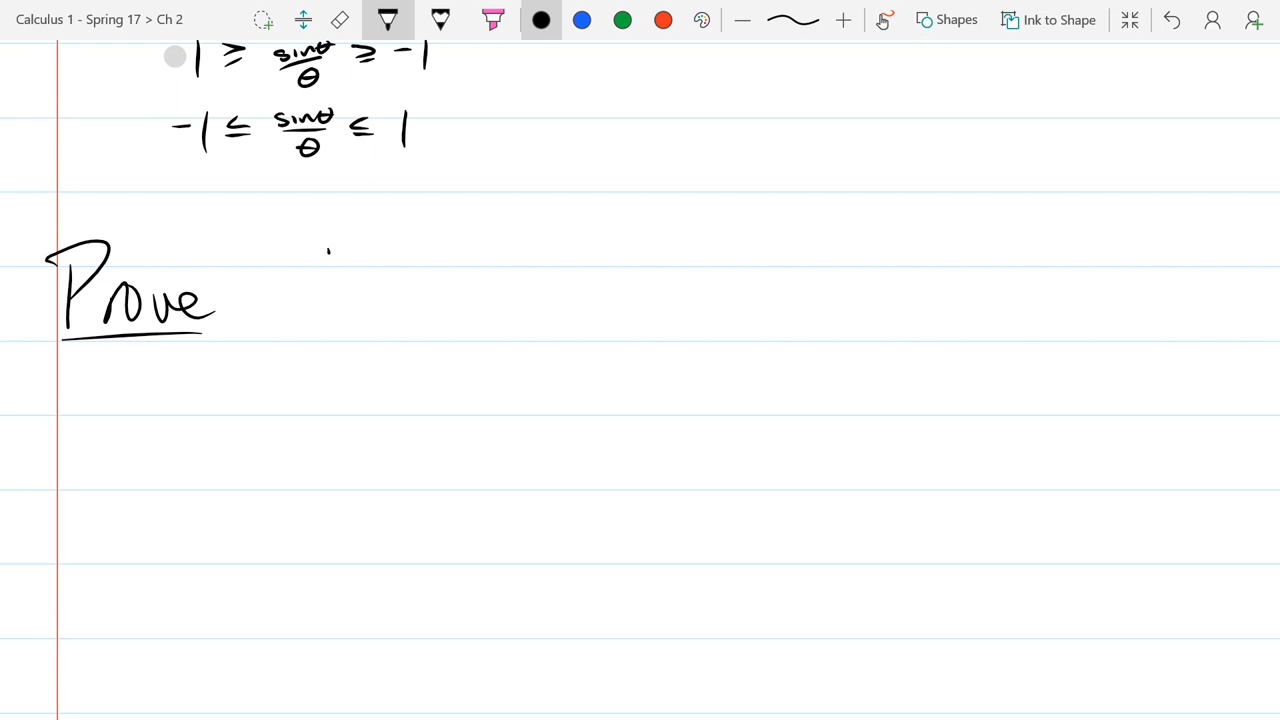 Calculus 1 - Spring 17 > Ch 2
Shapes
Ink to Shape
1 ≥ sinθ/θ ≥ -1
-1 ≤ sinθ/θ ≤ 1
Prove